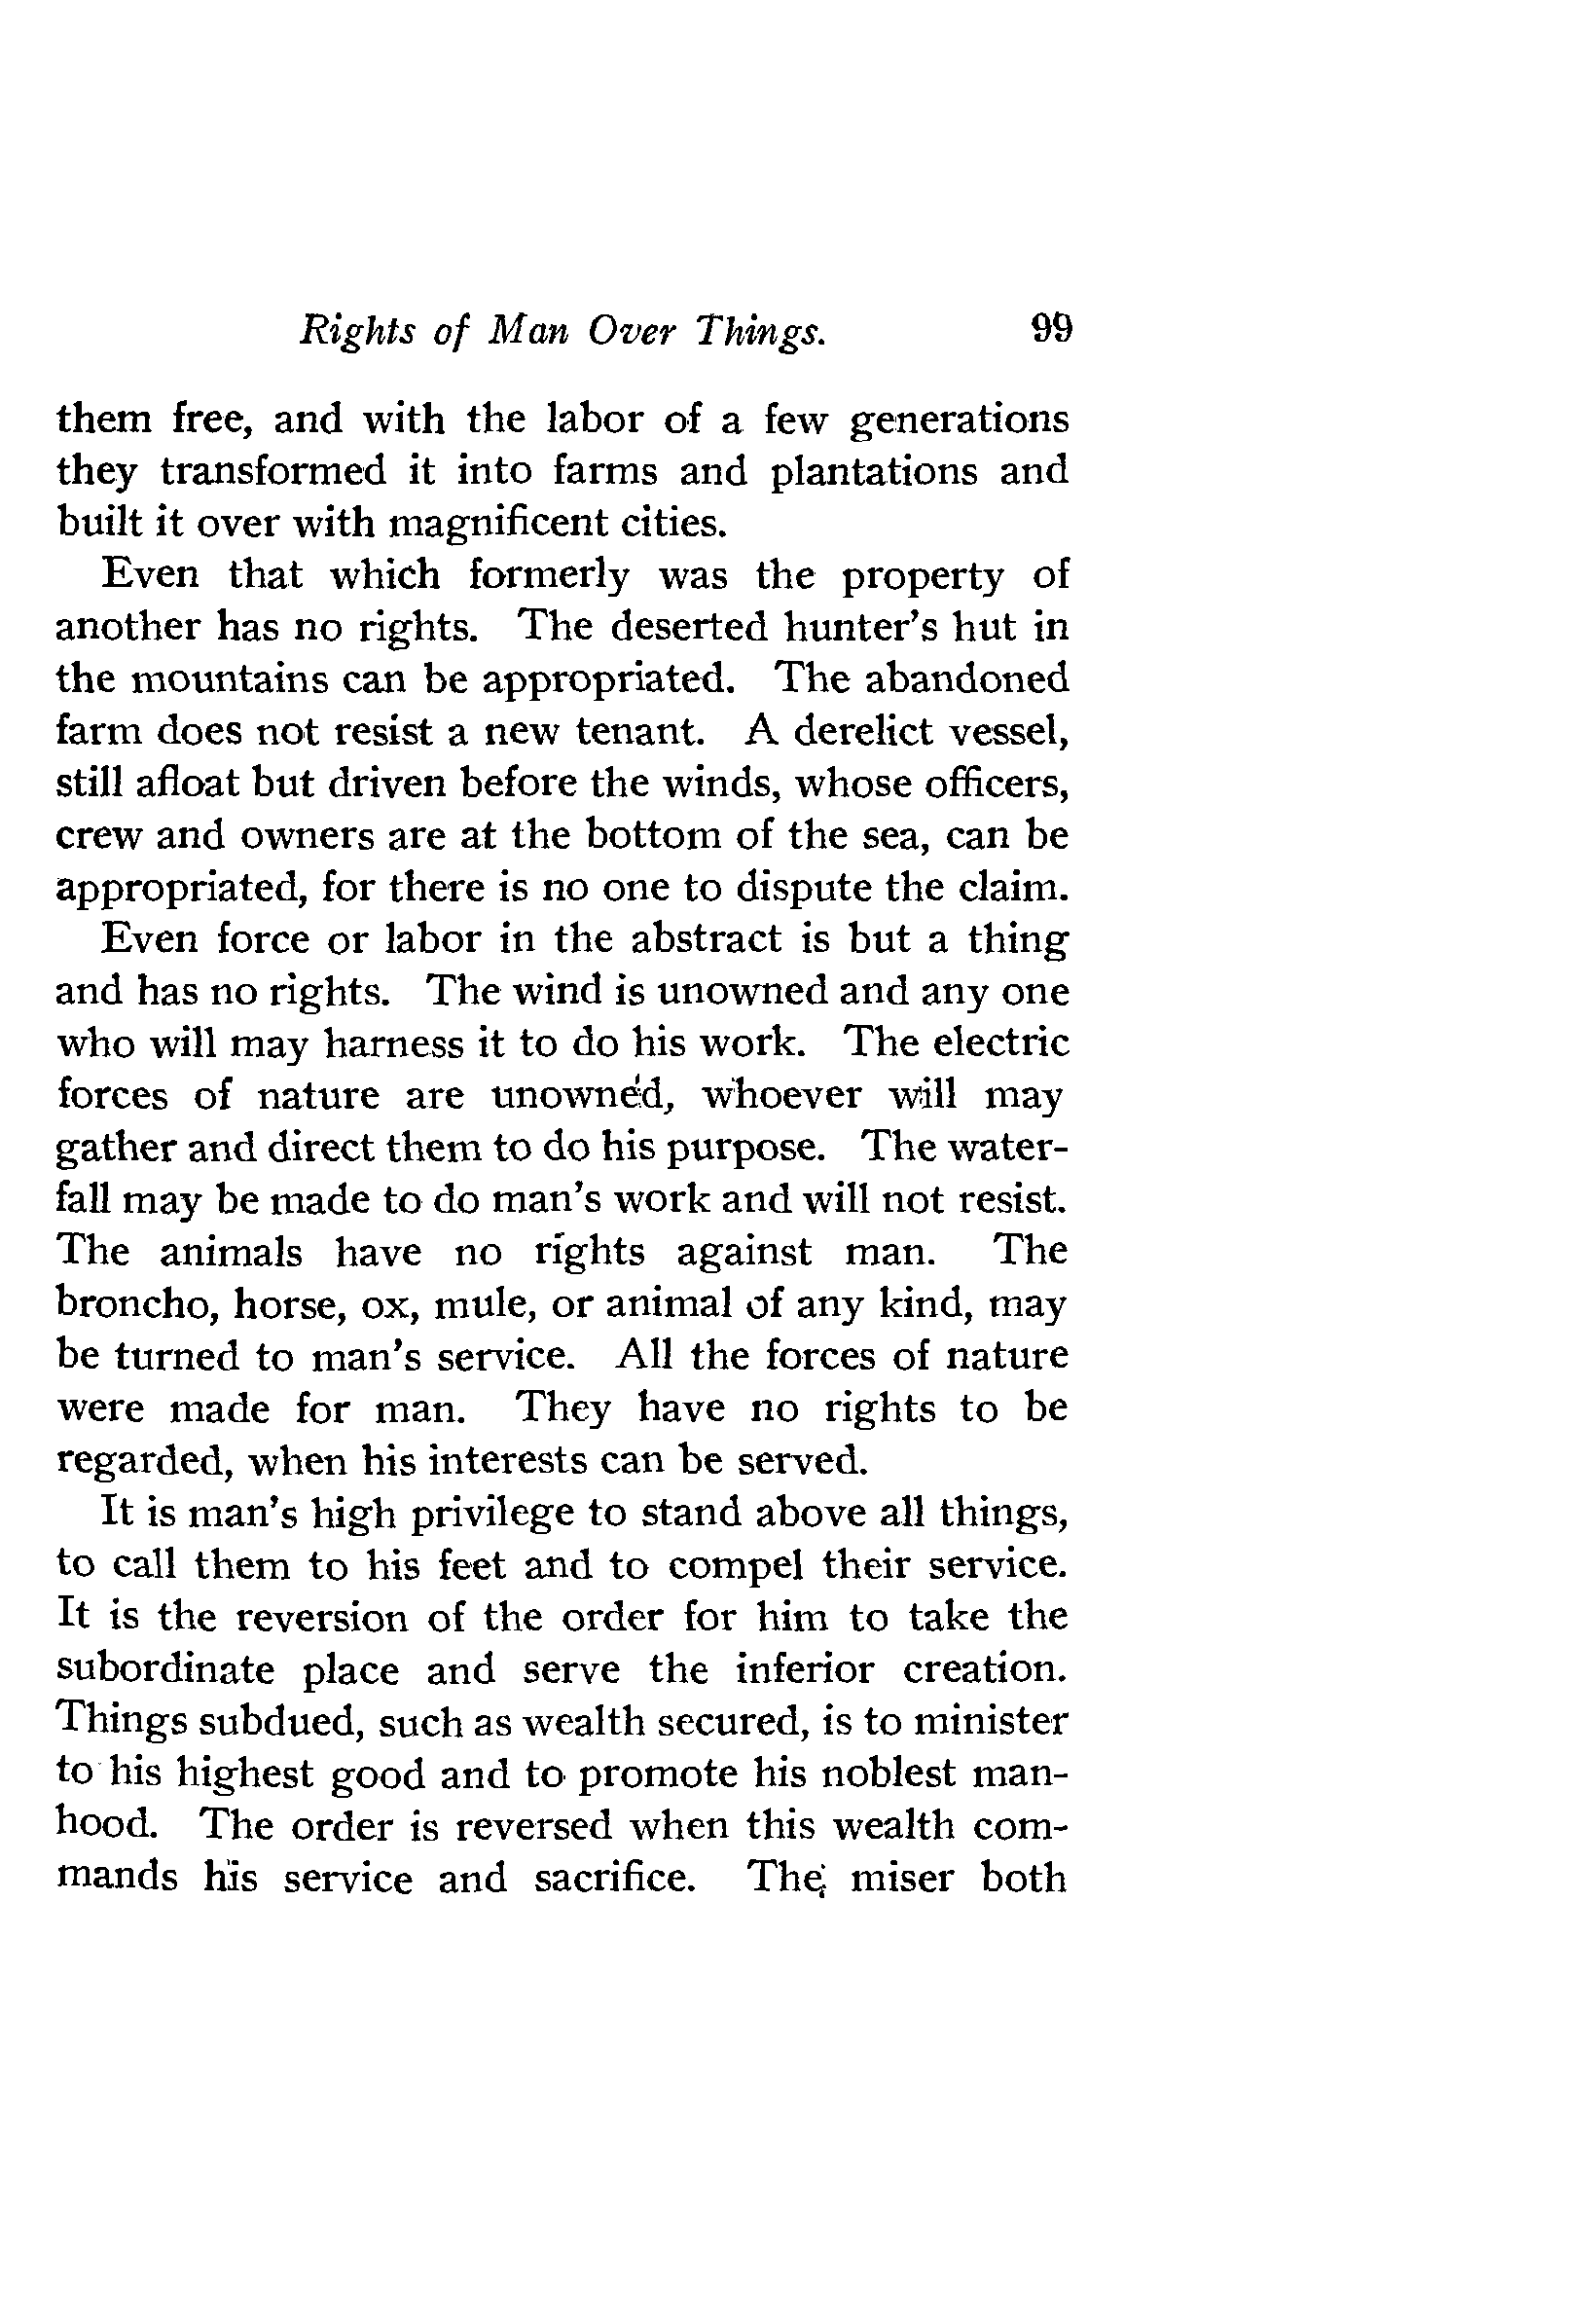 Rights of Man Over Things. 99
them free, and with the labor of a few generations
they transformed it into farms and plantations and
built it over with magnificent cities.
Even that which formerly was the property of
another has no rights. The deserted hunter's hut in
the mountains can be appropriated. The abandoned
farm does not resist a new tenant. A derelict vessel,
still afloat but driven before the winds, whose officers,
crew and owners are at the bottom of the sea, can be
appropriated, for there is no one to dispute the claim.
Even force or labor in the abstract is but a thing
and has no rights. The wind is unowned and any one
who will may harness it to do his work. The electric
forces of nature are unowned, whoever will may
gather and direct them to do his purpose. The water-
fall may be made to do man's work and will not resist.
The animals have no rights against man. The
broncho, horse, ox, mule, or animal of any kind, may
be turned to man's service. All the forces of nature
were made for man. They have no rights to be
regarded, when his interests can be served.
It is man's high privilege to stand above all things,
to call them to his feet and to compel their service.
It is the reversion of the order for him to take the
subordinate place and serve the inferior creation.
Things subdued, such as wealth secured, is to minister
to his highest good and to promote his noblest man-
hood. The order is reversed when this wealth com-
mands his service and sacrifice. The miser both